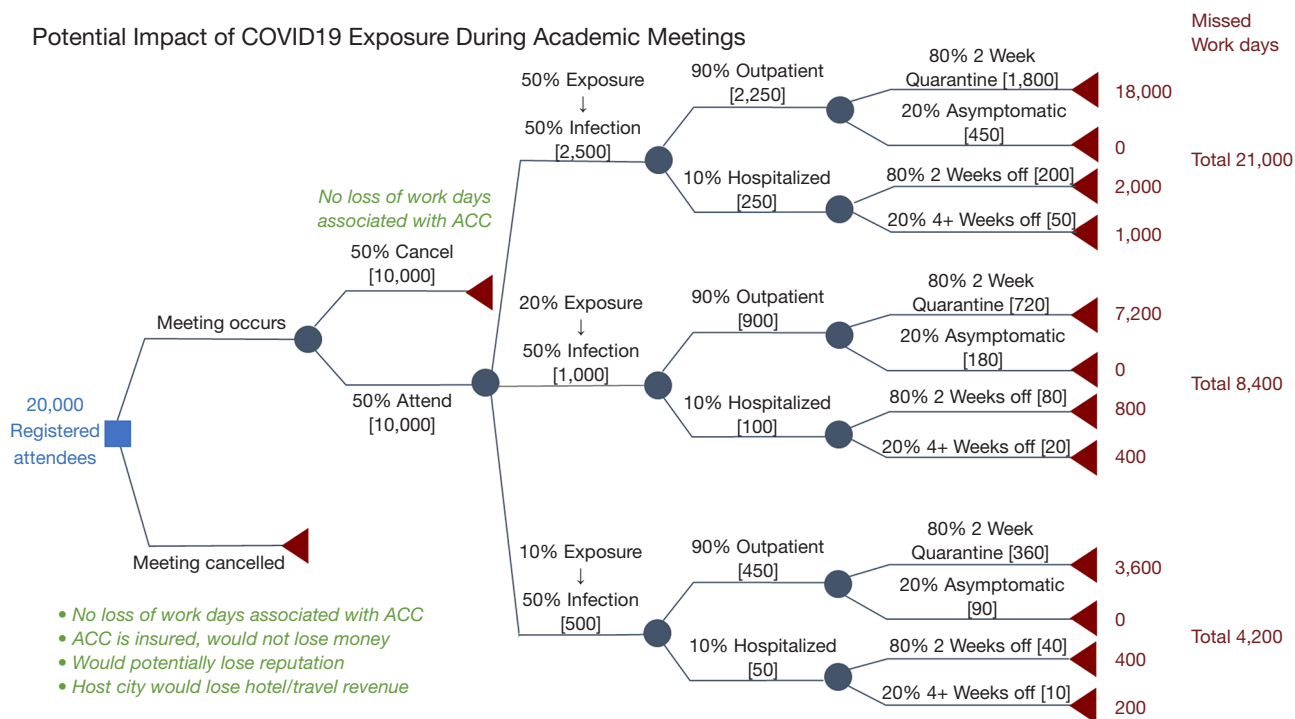 Potential Impact of COVID19 Exposure During Academic Meetings
Missed
Work days
20,000
Registered
attendees
Meeting occurs
Meeting cancelled
• No loss of work days associated with ACC
• ACC is insured, would not lose money
• Would potentially lose reputation
• Host city would lose hotel/travel revenue
No loss of work days
associated with ACC
50% Cancel
[10,000]
50% Attend
[10,000]
50% Exposure
↓
50% Infection
[2,500]
90% Outpatient
[2,250]
80% 2 Week
Quarantine [1,800]
18,000
20% Asymptomatic
[450]
0
10% Hospitalized
[250]
80% 2 Weeks off [200]
2,000
20% 4+ Weeks off [50]
1,000
Total 21,000
20% Exposure
↓
50% Infection
[1,000]
90% Outpatient
[900]
80% 2 Week
Quarantine [720]
7,200
20% Asymptomatic
[180]
0
10% Hospitalized
[100]
80% 2 Weeks off [80]
800
20% 4+ Weeks off [20]
400
Total 8,400
10% Exposure
↓
50% Infection
[500]
90% Outpatient
[450]
80% 2 Week
Quarantine [360]
3,600
20% Asymptomatic
[90]
0
10% Hospitalized
[50]
80% 2 Weeks off [40]
400
20% 4+ Weeks off [10]
200
Total 4,200